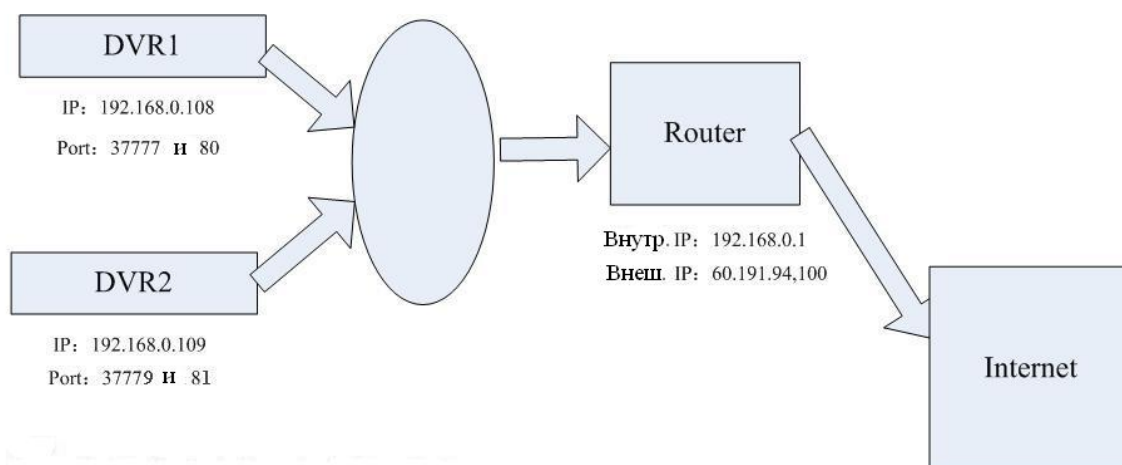 DVR1
IP: 192.168.0.108
Port: 37777 и 80
Router
Внутр. IP: 192.168.0.1
Внеш. IP: 60.191.94,100
DVR2
IP: 192.168.0.109
Port: 37779 и 81
Internet